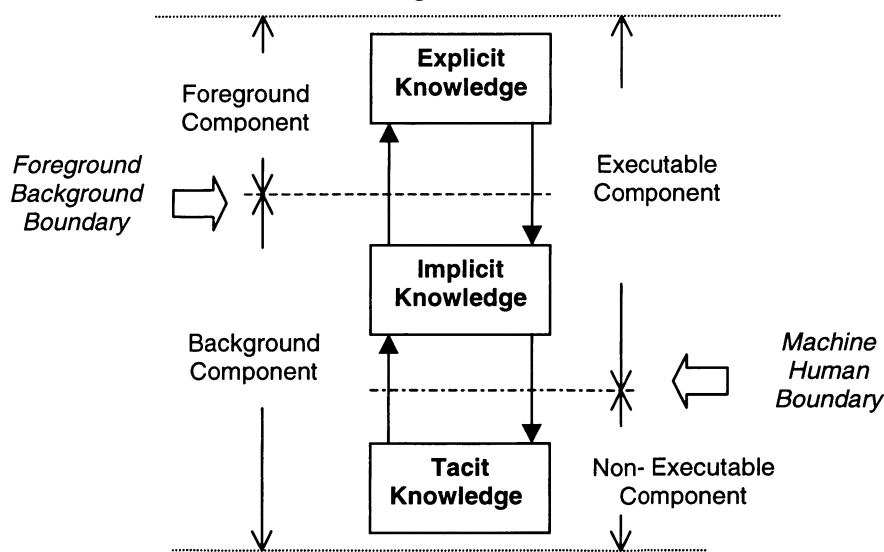 Explicit
Knowledge
Foreground
Component
Foreground
Background
Boundary
Executable
Component
Implicit
Knowledge
Background
Component
Machine
Human
Boundary
Tacit
Knowledge
Non- Executable
Component